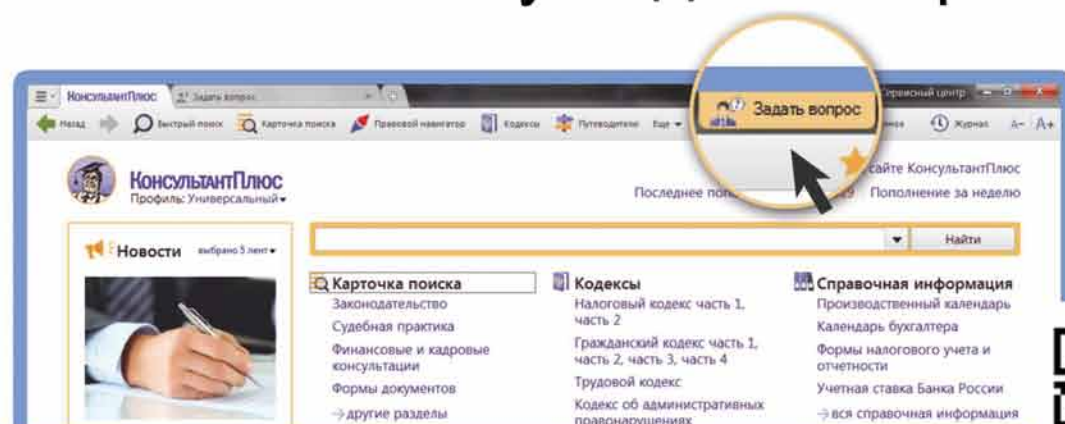 КонсультантПлюс
Задать вопрос
Сервисный центр
Назад
Быстрый поиск
Карточка поиска
Правовой навигатор
Кодексы
Путеводители
Еще
Задать вопрос
Журнал
А-
А+
КонсультантПлюс
Профиль: Универсальный
сайте КонсультантПлюс
Последнее
Пополнение за неделю
Новости
выбрано 5 лент
Найти
Карточка поиска
Законодательство
Судебная практика
Финансовые и кадровые
консультации
Формы документов
→другие разделы
Кодексы
Налоговый кодекс часть 1,
часть 2
Гражданский кодекс часть 1,
часть 2, часть 3, часть 4
Трудовой кодекс
Кодекс об административных
правонарушениях
Справочная информация
Производственный календарь
Календарь бухгалтера
Формы налогового учета и
отчетности
Учетная ставка Банка России
→вся справочная информация